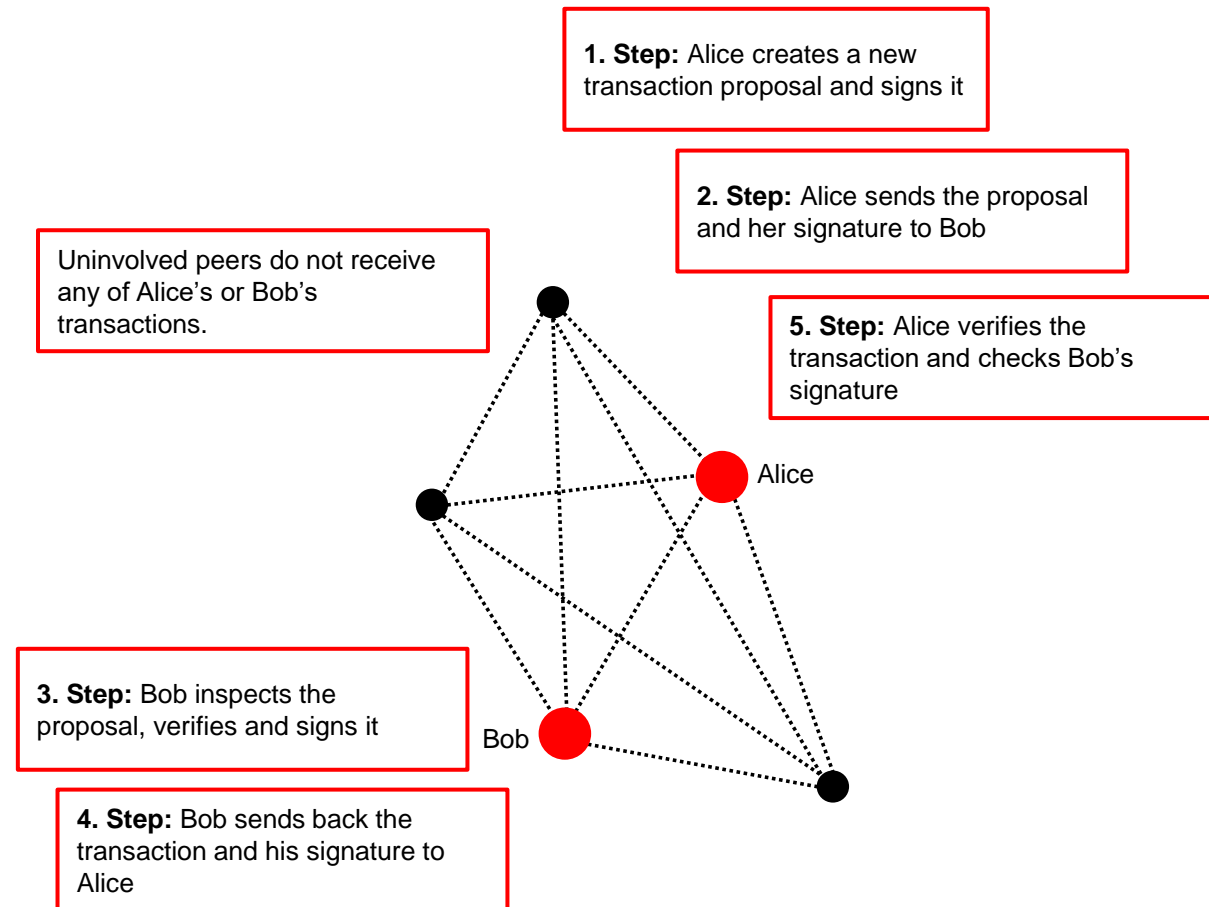 1. Step: Alice creates a new
transaction proposal and signs it
2. Step: Alice sends the proposal
and her signature to Bob
Uninvolved peers do not receive
any of Alice’s or Bob’s
transactions.
5. Step: Alice verifies the
transaction and checks Bob’s
signature
Alice
3. Step: Bob inspects the
proposal, verifies and signs it
Bob
4. Step: Bob sends back the
transaction and his signature to
Alice